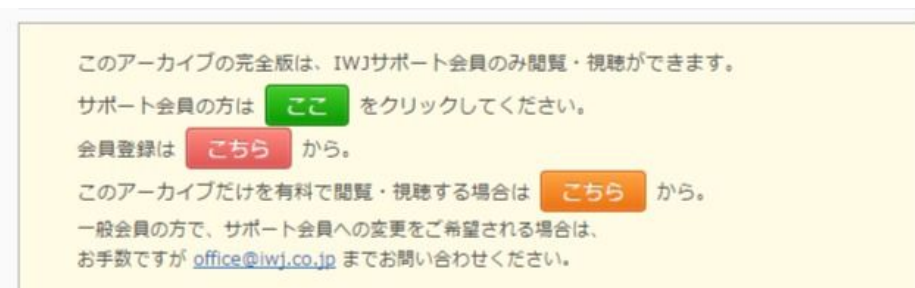 このアーカイブの完全版は、IWJサポート会員のみ閲覧・視聴ができます。
サポート会員の方は ここ をクリックしてください。
会員登録は こちら から。
このアーカイブだけを有料で閲覧・視聴する場合は こちら から。
一般会員の方で、サポート会員への変更をご希望される場合は、
お手数ですが office@iwj.co.jp までお問い合わせください。